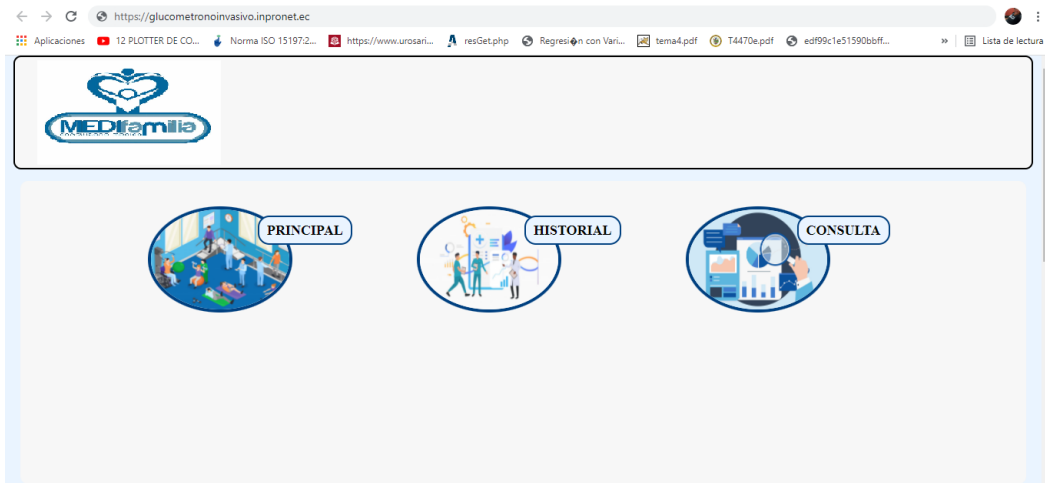 https://glucometronoinvasivo.inpronet.ec
Aplicaciones 12 PLOTTER DE CO... Norma ISO 15197:2... https://www.urosari... resGet.php Regresi�n con Vari... tema4.pdf T4470e.pdf edf99c1e51590bbff... » Lista de lectura
MEDIfamilia
PRINCIPAL HISTORIAL CONSULTA